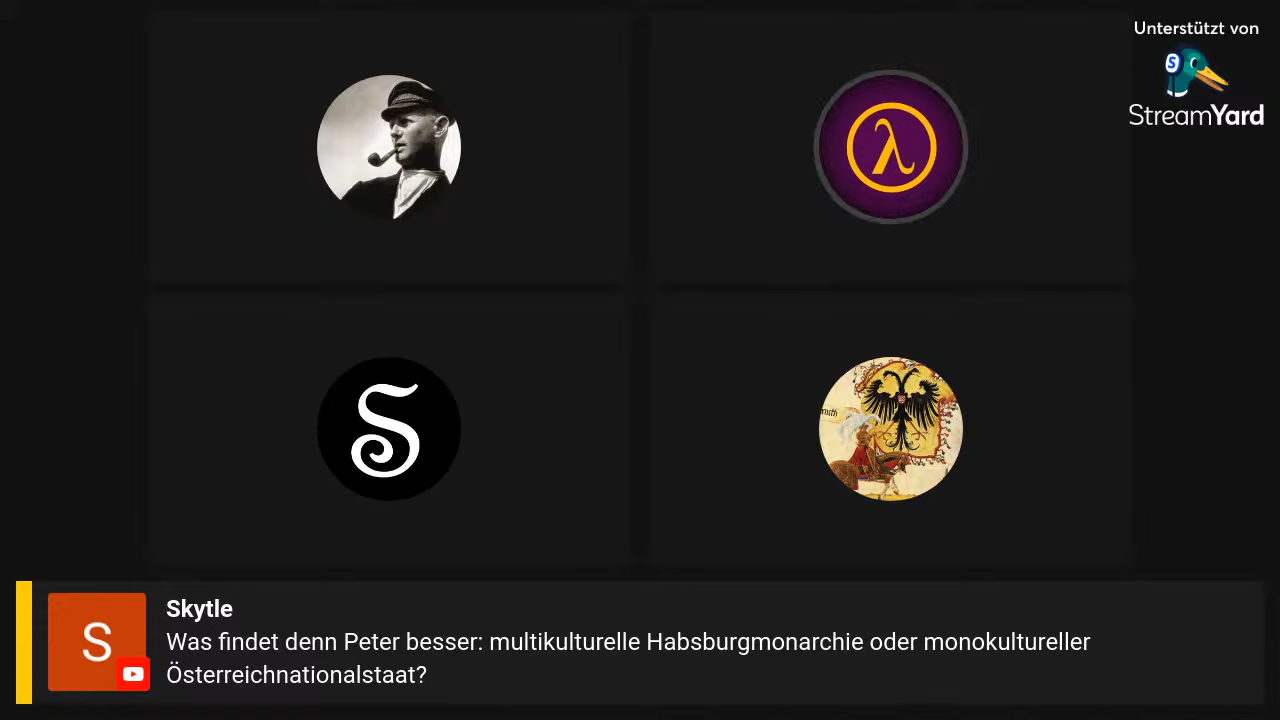 Unterstützt von
StreamYard
S
λ
S
S
Skytle
Was findet denn Peter besser: multikulturelle Habsburgmonarchie oder monokultureller
Österreichnationalstaat?